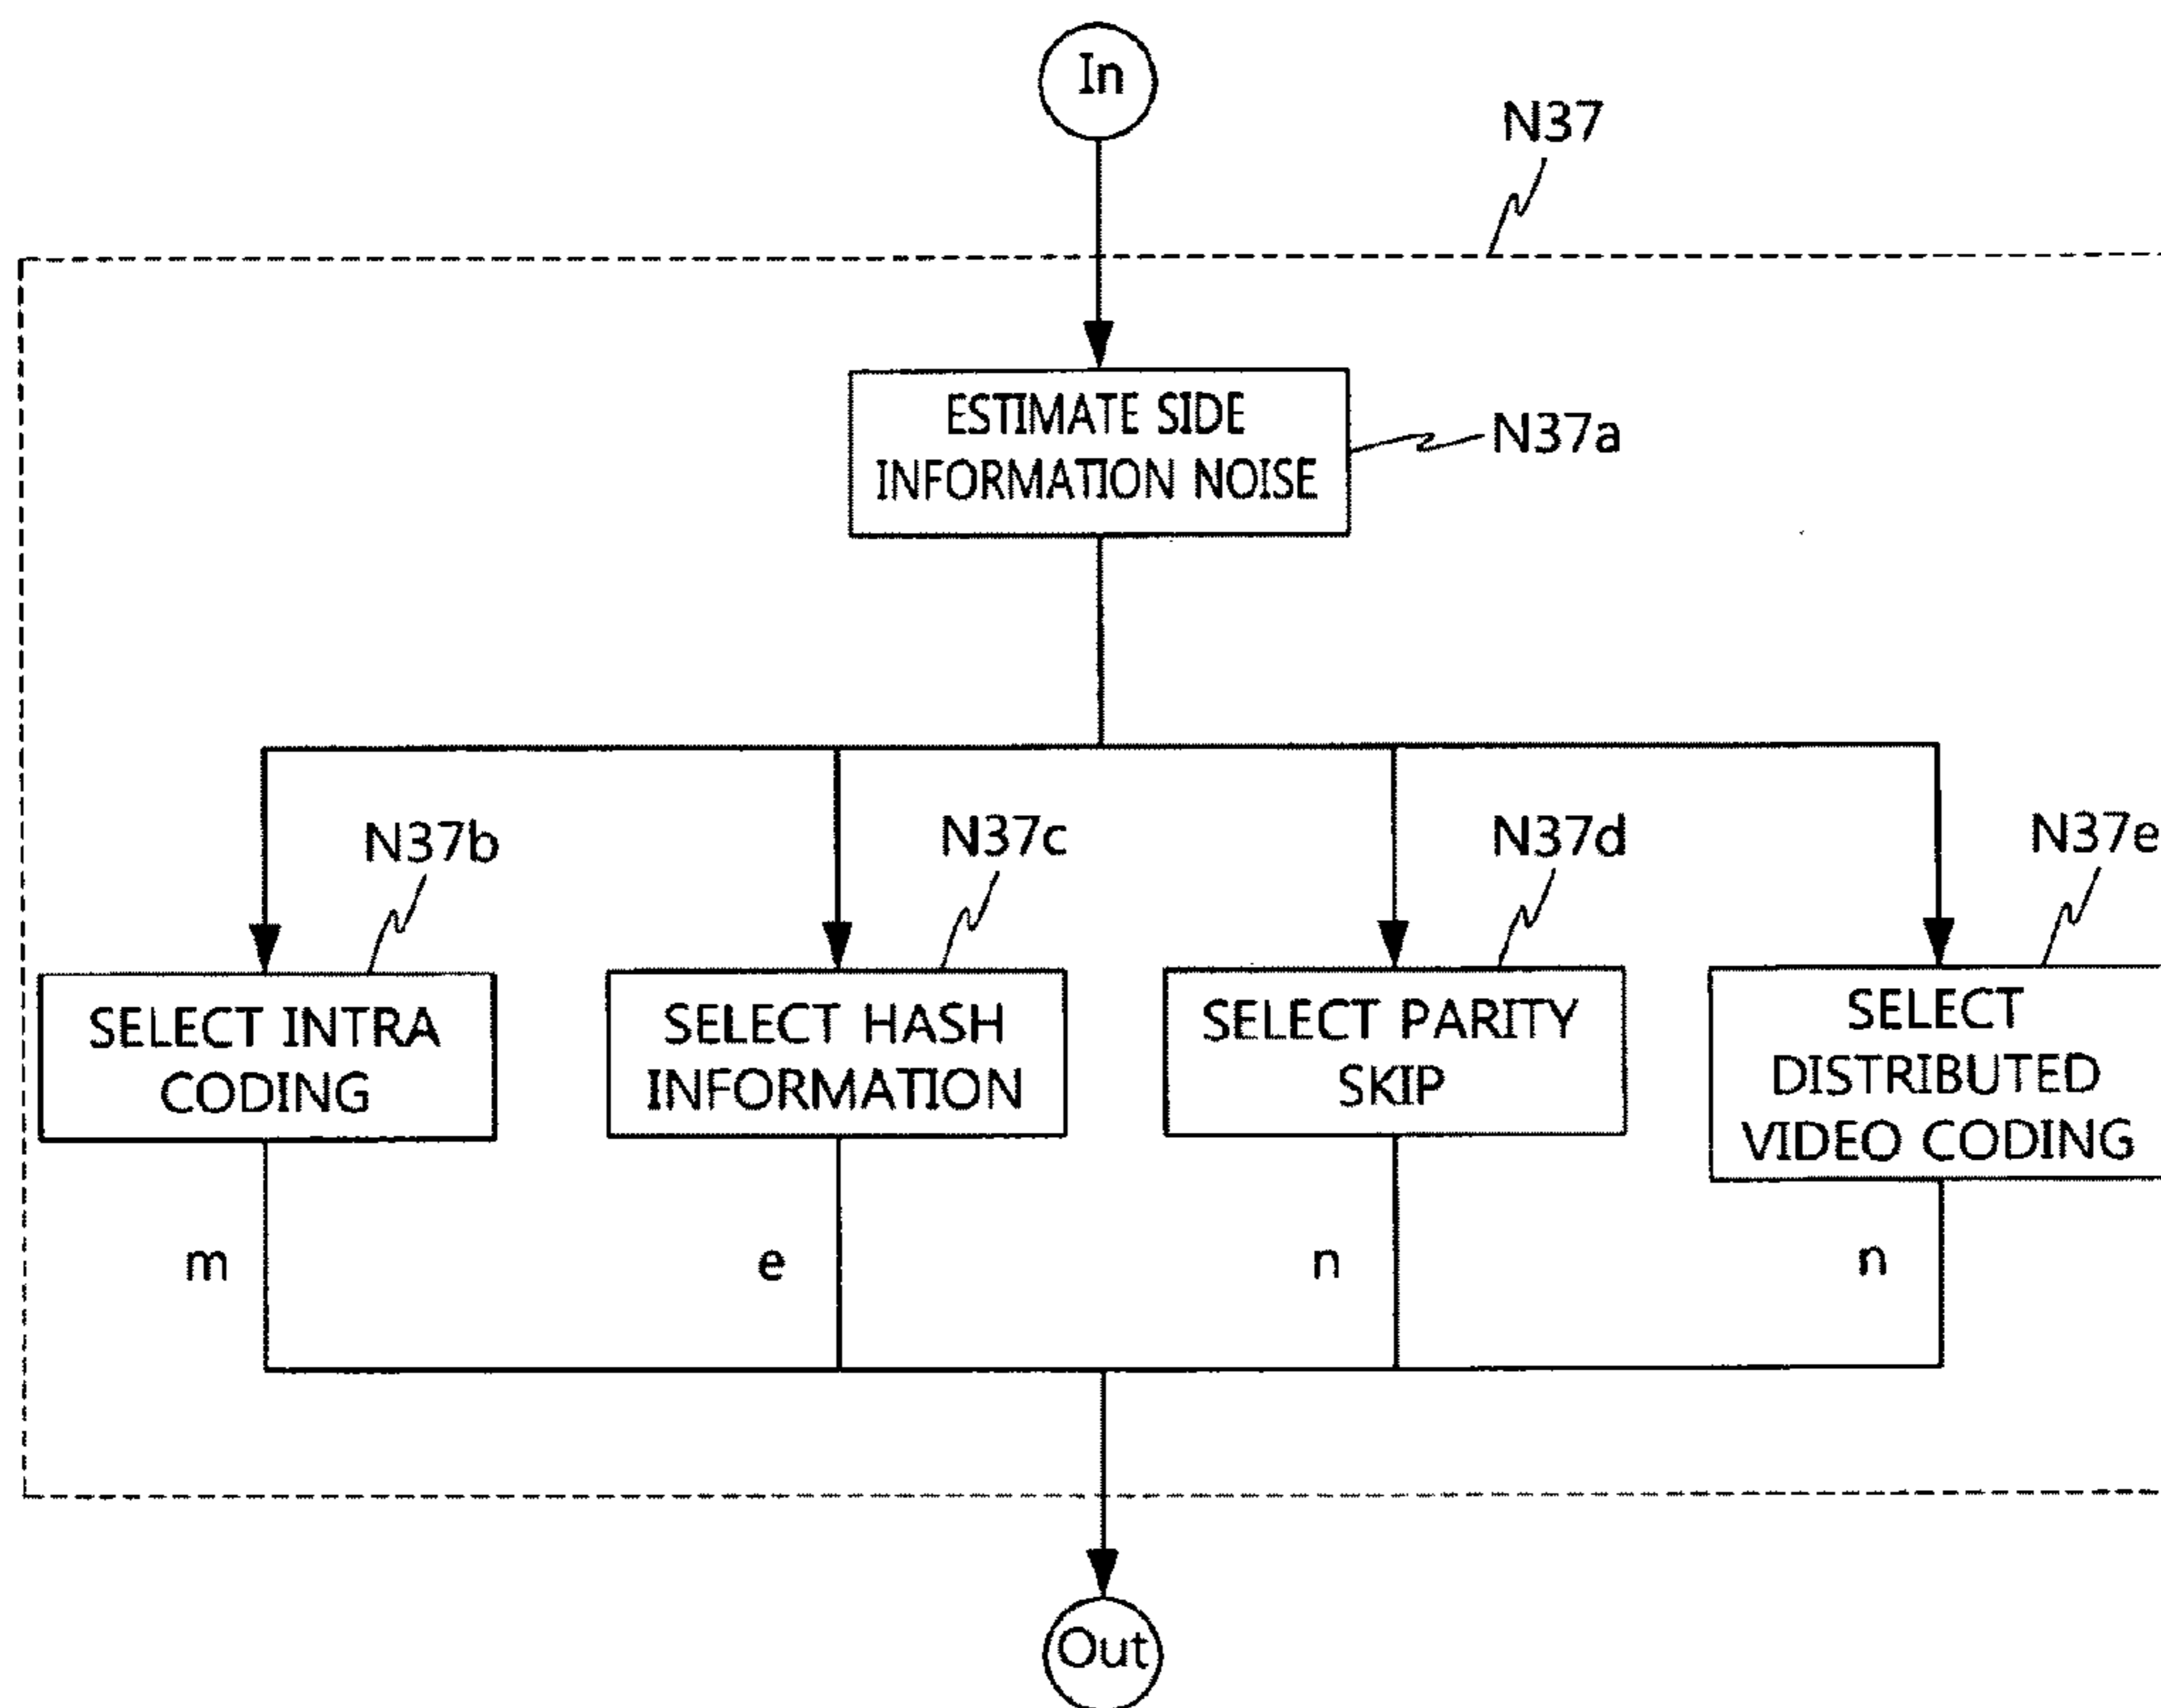 In
N37
ESTIMATE SIDE
INFORMATION NOISE
N37a
N37b
N37c
N37d
N37e
SELECT INTRA
CODING
SELECT HASH
INFORMATION
SELECT PARITY
SKIP
SELECT
DISTRIBUTED
VIDEO CODING
m
e
n
n
Out